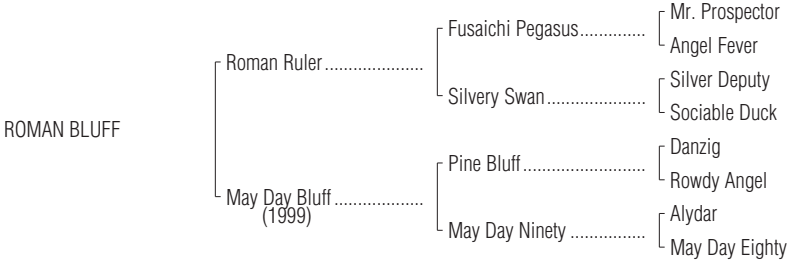 Mr. Prospector
Fusaichi Pegasus..............
Angel Fever
Roman Ruler .....................
Silver Deputy
Silvery Swan.....................
Sociable Duck
ROMAN BLUFF
Danzig
Pine Bluff..........................
Rowdy Angel
May Day Bluff ...................
(1999)
Alydar
May Day Ninety ................
May Day Eighty